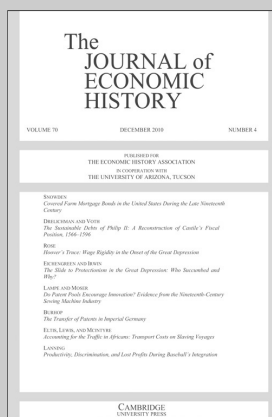 The
JOURNAL of
ECONOMIC
HISTORY
VOLUME 70 DECEMBER 2010 NUMBER 4
PUBLISHED FOR
THE ECONOMIC HISTORY ASSOCIATION
IN COOPERATION WITH
THE UNIVERSITY OF ARIZONA, TUCSON
SNOWDEN
Covered Farm Mortgage Bonds in the United States During the Late Nineteenth
Century
DRELICHMAN AND VOTH
The Sustainable Debts of Philip II: A Reconstruction of Castile's Fiscal
Position, 1566–1596
ROSE
Hoover's Truce: Wage Rigidity in the Onset of the Great Depression
EICHENGREEN AND IRWIN
The Slide to Protectionism in the Great Depression: Who Succumbed and
Why?
LAMPE AND MOSER
Do Patent Pools Encourage Innovation? Evidence from the Nineteenth-Century
Sewing Machine Industry
BURHOP
The Transfer of Patents in Imperial Germany
ELTIS, LEWIS, AND MCINTYRE
Accounting for the Traffic in Africans: Transport Costs on Slaving Voyages
LANNING
Productivity, Discrimination, and Lost Profits During Baseball's Integration
CAMBRIDGE
UNIVERSITY PRESS